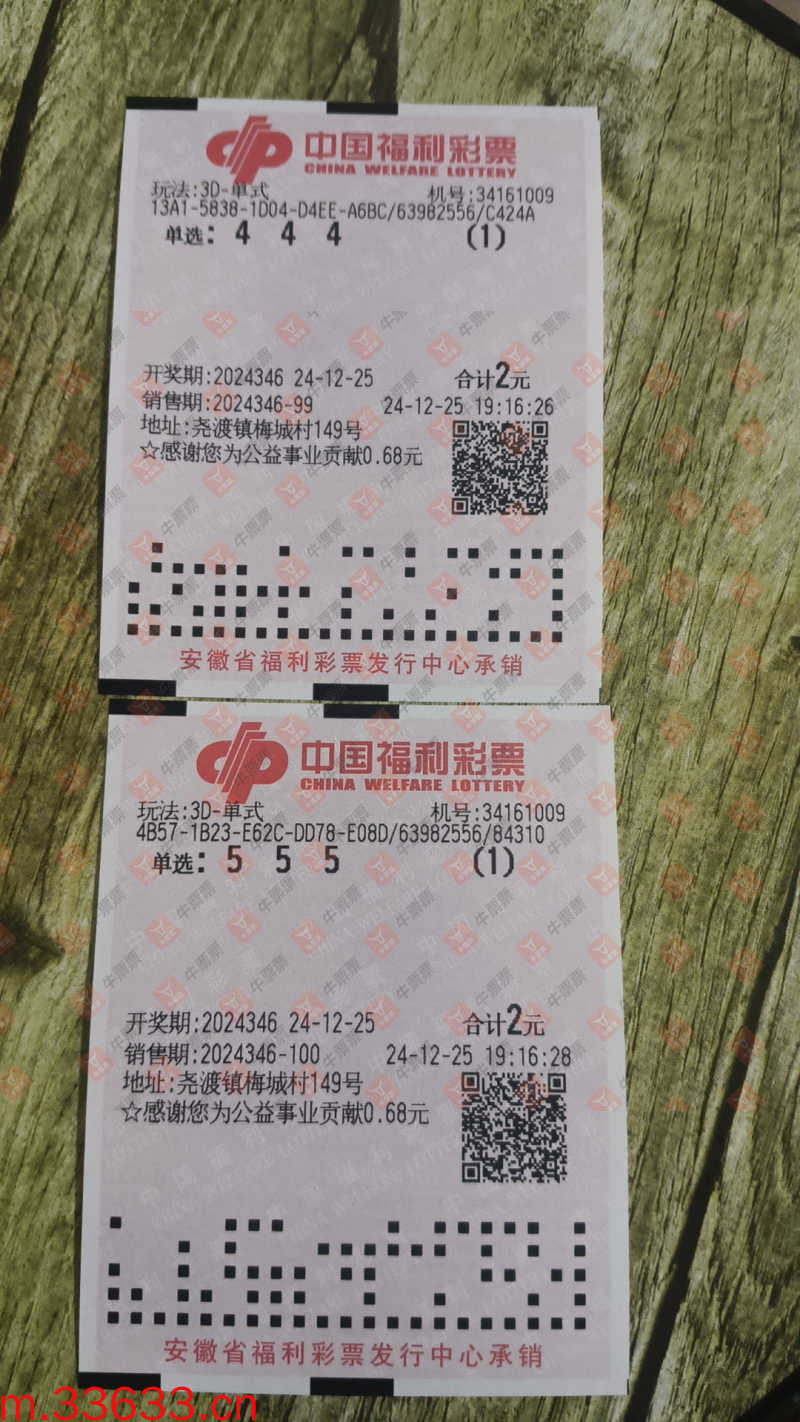 中国福利彩票
CHINA WELFARE LOTTERY
玩法:3D-单式 机号:34161009
13A1-5838-1D04-D4EE-A6BC/63982556/C424A
单选: 4 4 4 (1)
开奖期:2024346 24-12-25 合计2元
销售期:2024346-99 24-12-25 19:16:26
地址:尧渡镇梅城村149号
☆感谢您为公益事业贡献0.68元
安徽省福利彩票发行中心承销
中国福利彩票
CHINA WELFARE LOTTERY
玩法:3D-单式 机号:34161009
4B57-1B23-E62C-DD78-E08D/63982556/84310
单选: 5 5 5 (1)
开奖期:2024346 24-12-25 合计2元
销售期:2024346-100 24-12-25 19:16:28
地址:尧渡镇梅城村149号
☆感谢您为公益事业贡献0.68元
安徽省福利彩票发行中心承销
m.33633.cn